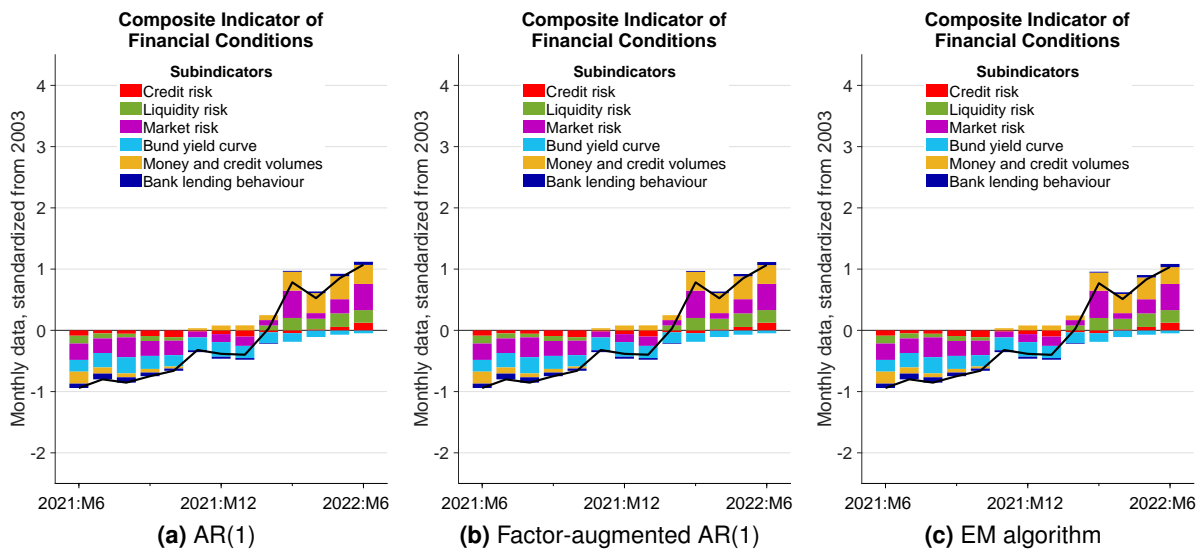 Composite Indicator of
Financial Conditions
Monthly data, standardized from 2003
4
3
2
1
0
-1
-2
Subindicators
Credit risk
Liquidity risk
Market risk
Bund yield curve
Money and credit volumes
Bank lending behaviour
2021:M6
2021:M12
2022:M6
(a) AR(1)
Composite Indicator of
Financial Conditions
Monthly data, standardized from 2003
4
3
2
1
0
-1
-2
Subindicators
Credit risk
Liquidity risk
Market risk
Bund yield curve
Money and credit volumes
Bank lending behaviour
2021:M6
2021:M12
2022:M6
(b) Factor-augmented AR(1)
Composite Indicator of
Financial Conditions
Monthly data, standardized from 2003
4
3
2
1
0
-1
-2
Subindicators
Credit risk
Liquidity risk
Market risk
Bund yield curve
Money and credit volumes
Bank lending behaviour
2021:M6
2021:M12
2022:M6
(c) EM algorithm